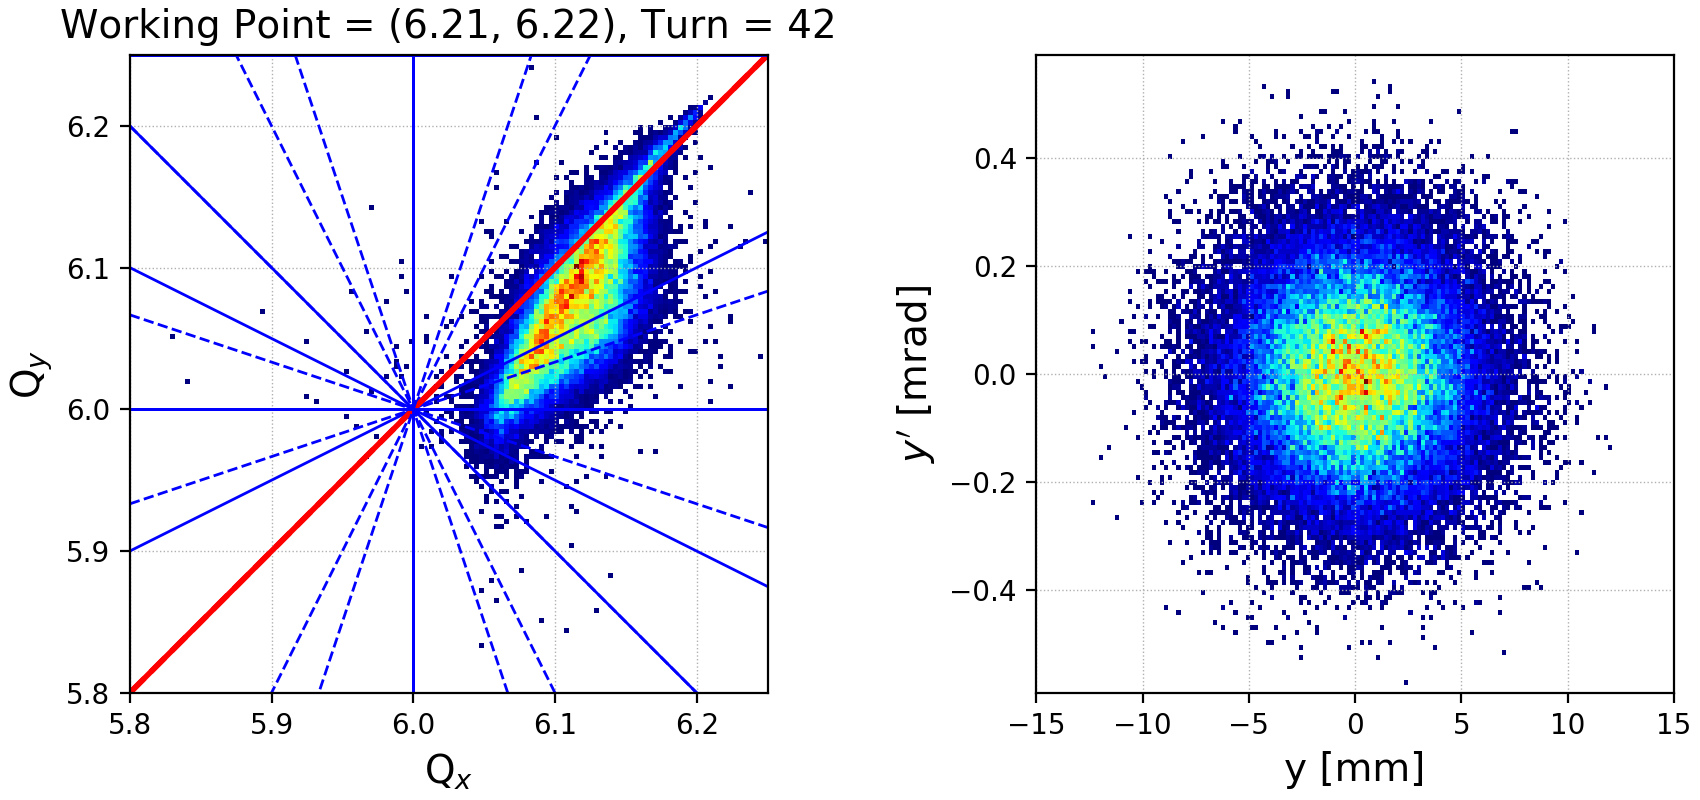 Working Point = (6.21, 6.22), Turn = 42
6.2
6.1
6.0
5.9
5.8
Qy
5.8 5.9 6.0 6.1 6.2
Qx
0.4
0.2
0.0
−0.2
−0.4
y′ [mrad]
−15 −10 −5 0 5 10 15
y [mm]